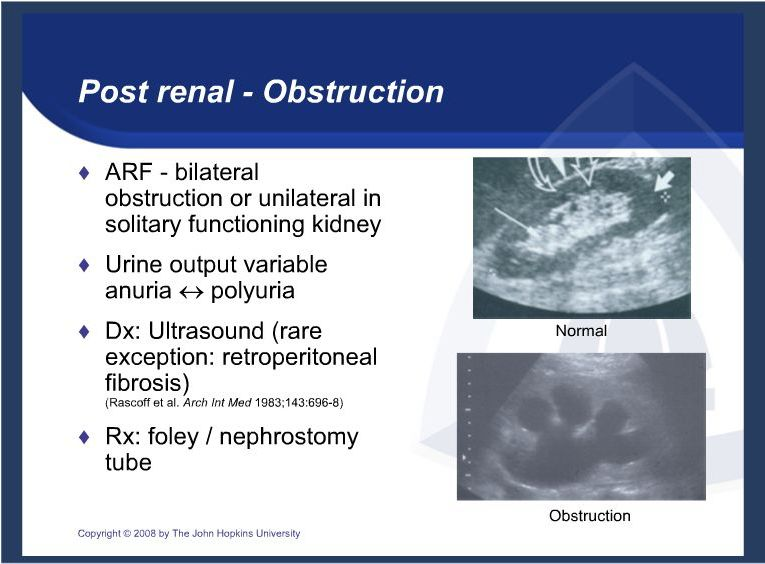 Post renal - Obstruction
♦ ARF - bilateral
obstruction or unilateral in
solitary functioning kidney
♦ Urine output variable
anuria ↔ polyuria
♦ Dx: Ultrasound (rare
exception: retroperitoneal
fibrosis)
(Rascoff et al. Arch Int Med 1983;143:696-8)
♦ Rx: foley / nephrostomy
tube
Normal
Obstruction
Copyright © 2008 by The John Hopkins University